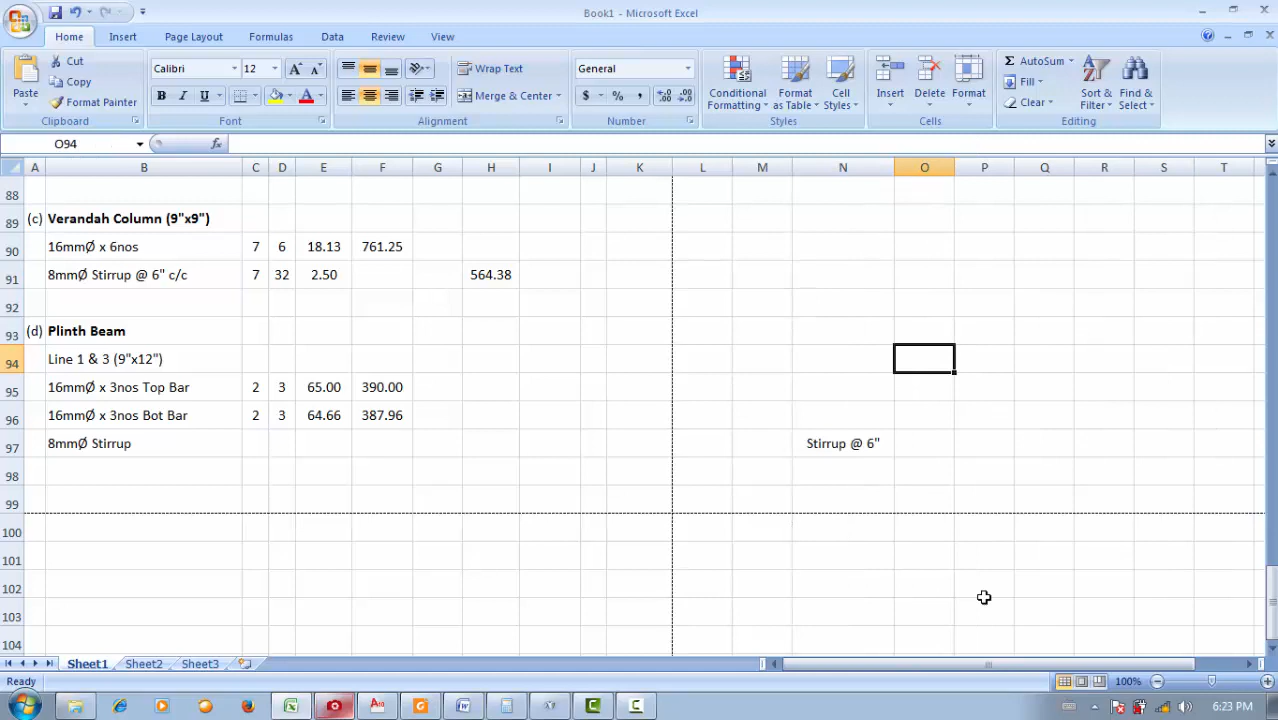 Book1 - Microsoft Excel
Home Insert Page Layout Formulas Data Review View
Paste Cut Copy Format Painter Clipboard
Calibri 12 A A B I U A Font
Wrap Text Merge & Center Alignment
General $ % , Number
Conditional Formatting Format as Table Cell Styles Styles
Insert Delete Format Cells
Σ AutoSum Fill Clear Sort & Filter Find & Select Editing
O94 fx
A B C D E F G H I J K L M N O P Q R S T
88
89 (c) Verandah Column (9"x9")
90 16mmØ x 6nos 7 6 18.13 761.25
91 8mmØ Stirrup @ 6" c/c 7 32 2.50 564.38
92
93 (d) Plinth Beam
94 Line 1 & 3 (9"x12")
95 16mmØ x 3nos Top Bar 2 3 65.00 390.00
96 16mmØ x 3nos Bot Bar 2 3 64.66 387.96
97 8mmØ Stirrup Stirrup @ 6"
98
99
100
101
102
103
104
Sheet1 Sheet2 Sheet3
Ready 100%
6:23 PM